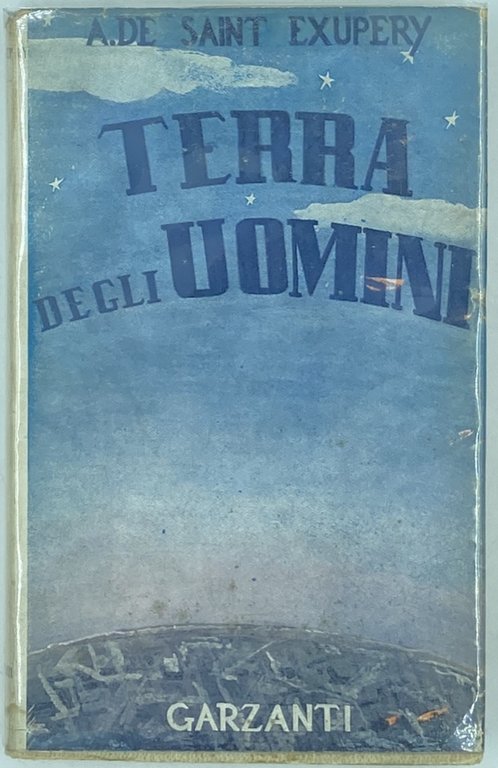 A. DE SAINT EXUPERY
TERRA
DEGLI UOMINI
GARZANTI